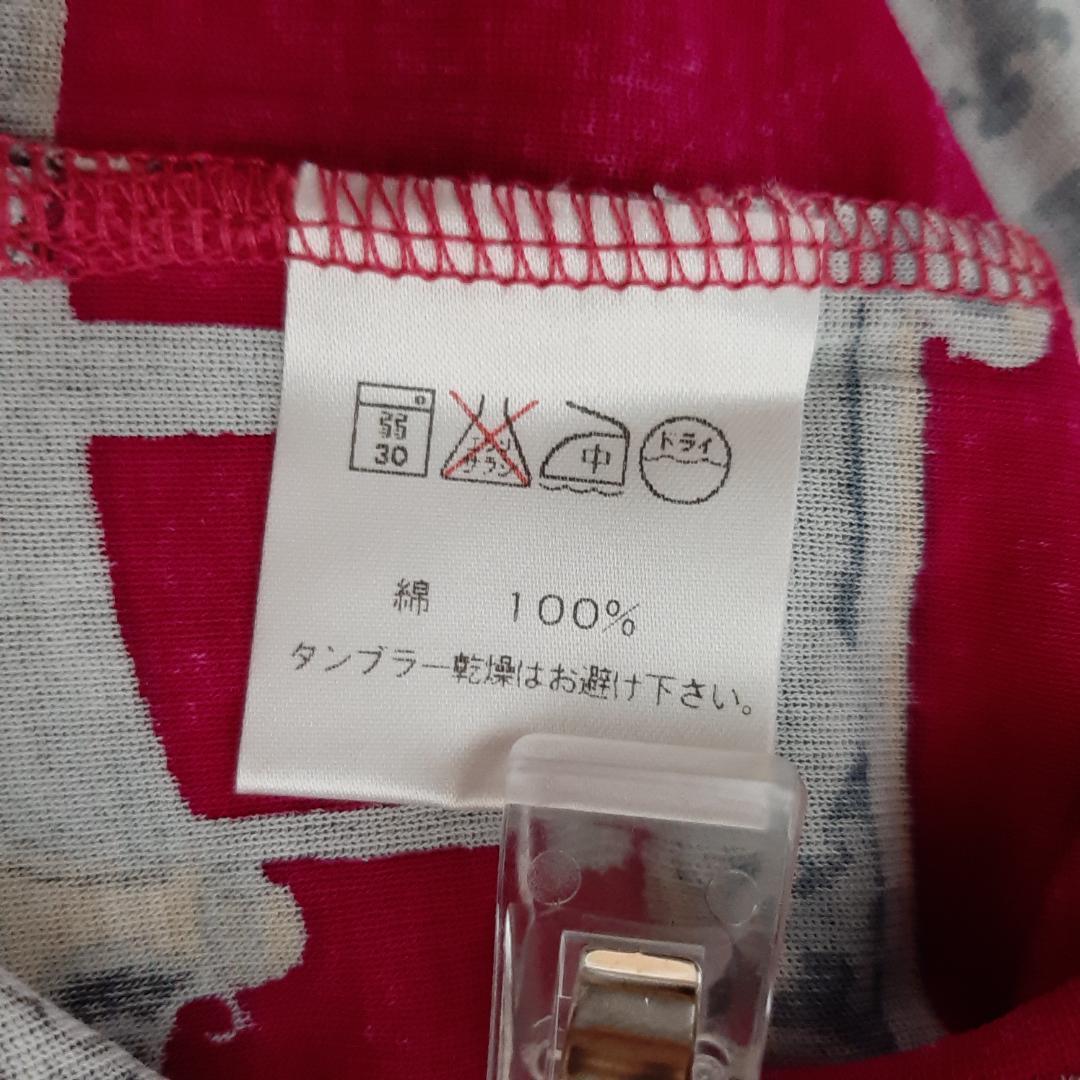 弱 エンソ 中 ドライ
30 サラシ
綿 100%
タンブラー乾燥はお避け下さい。